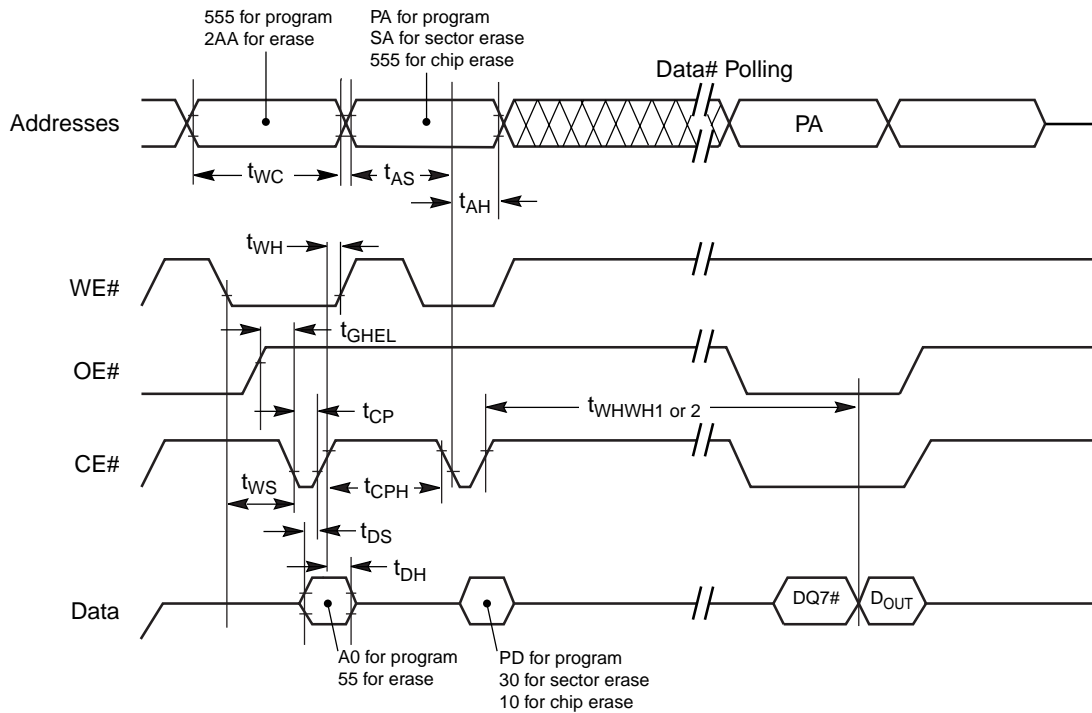 555 for program
2AA for erase
PA for program
SA for sector erase
555 for chip erase
Data# Polling
Addresses
PA
tWC
tAS
tAH
tWH
WE#
tGHEL
OE#
tCP
tWHWH1 or 2
CE#
tWS
tCPH
tDS
tDH
Data
DQ7#
DOUT
A0 for program
55 for erase
PD for program
30 for sector erase
10 for chip erase